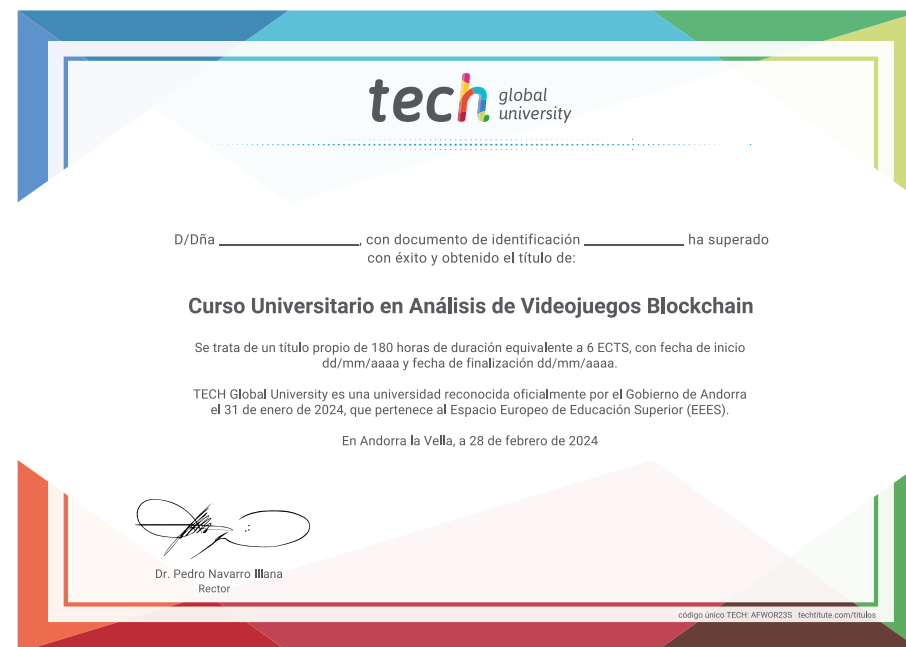 tech global university
D/Dña ____________________, con documento de identificación ______________ ha superado
con éxito y obtenido el título de:
Curso Universitario en Análisis de Videojuegos Blockchain
Se trata de un título propio de 180 horas de duración equivalente a 6 ECTS, con fecha de inicio
dd/mm/aaaa y fecha de finalización dd/mm/aaaa.
TECH Global University es una universidad reconocida oficialmente por el Gobierno de Andorra
el 31 de enero de 2024, que pertenece al Espacio Europeo de Educación Superior (EEES).
En Andorra la Vella, a 28 de febrero de 2024
Dr. Pedro Navarro Illana
Rector
código único TECH: AFWOR23S techtitute.com/titulos